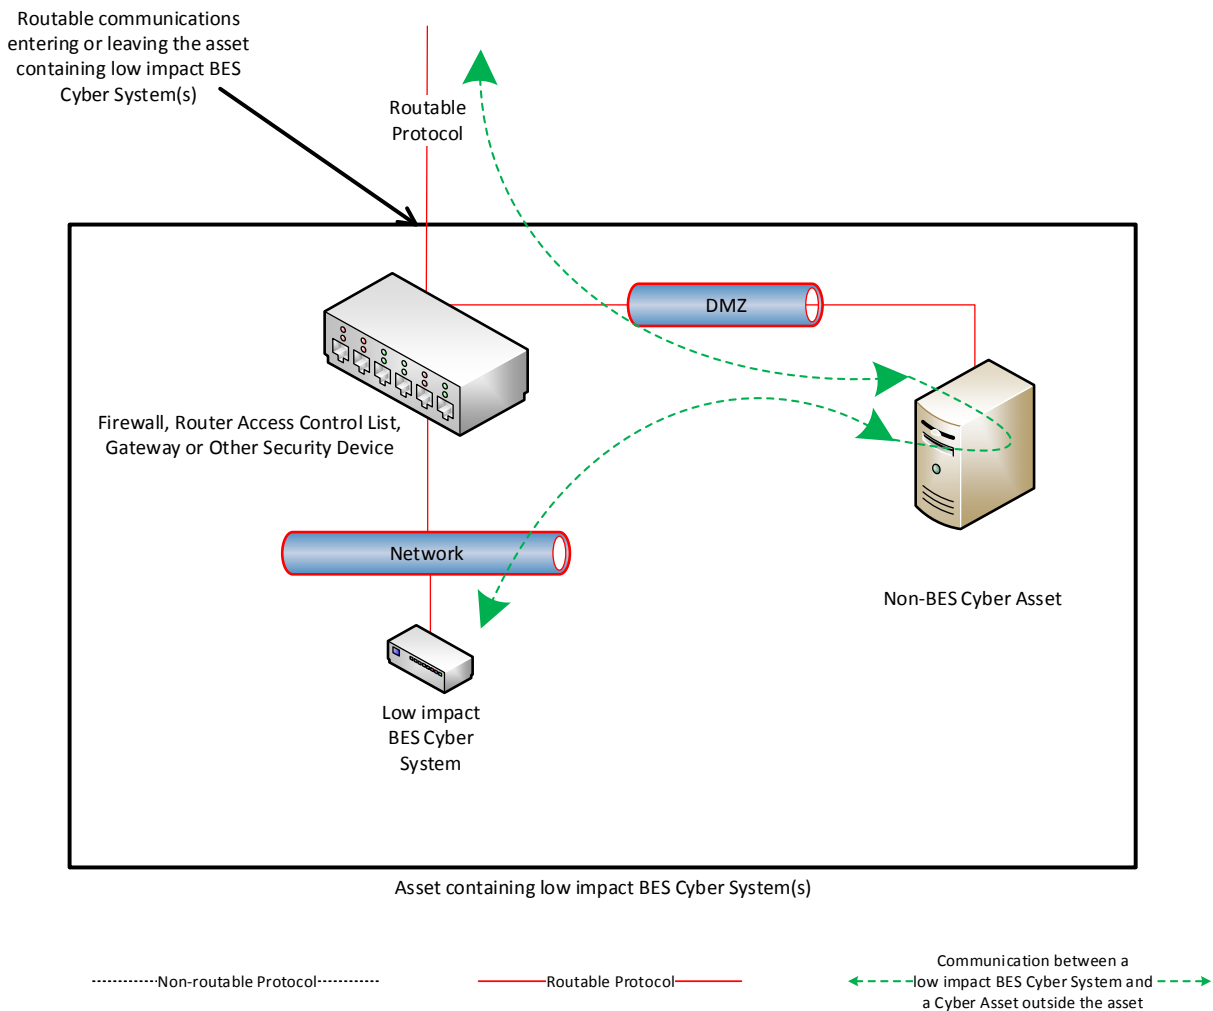 Routable communications
entering or leaving the asset
containing low impact BES
Cyber System(s)
Routable
Protocol
DMZ
Firewall, Router Access Control List,
Gateway or Other Security Device
Network
Non-BES Cyber Asset
Low impact
BES Cyber
System
Asset containing low impact BES Cyber System(s)
Non-routable Protocol
Routable Protocol
Communication between a
low impact BES Cyber System and
a Cyber Asset outside the asset